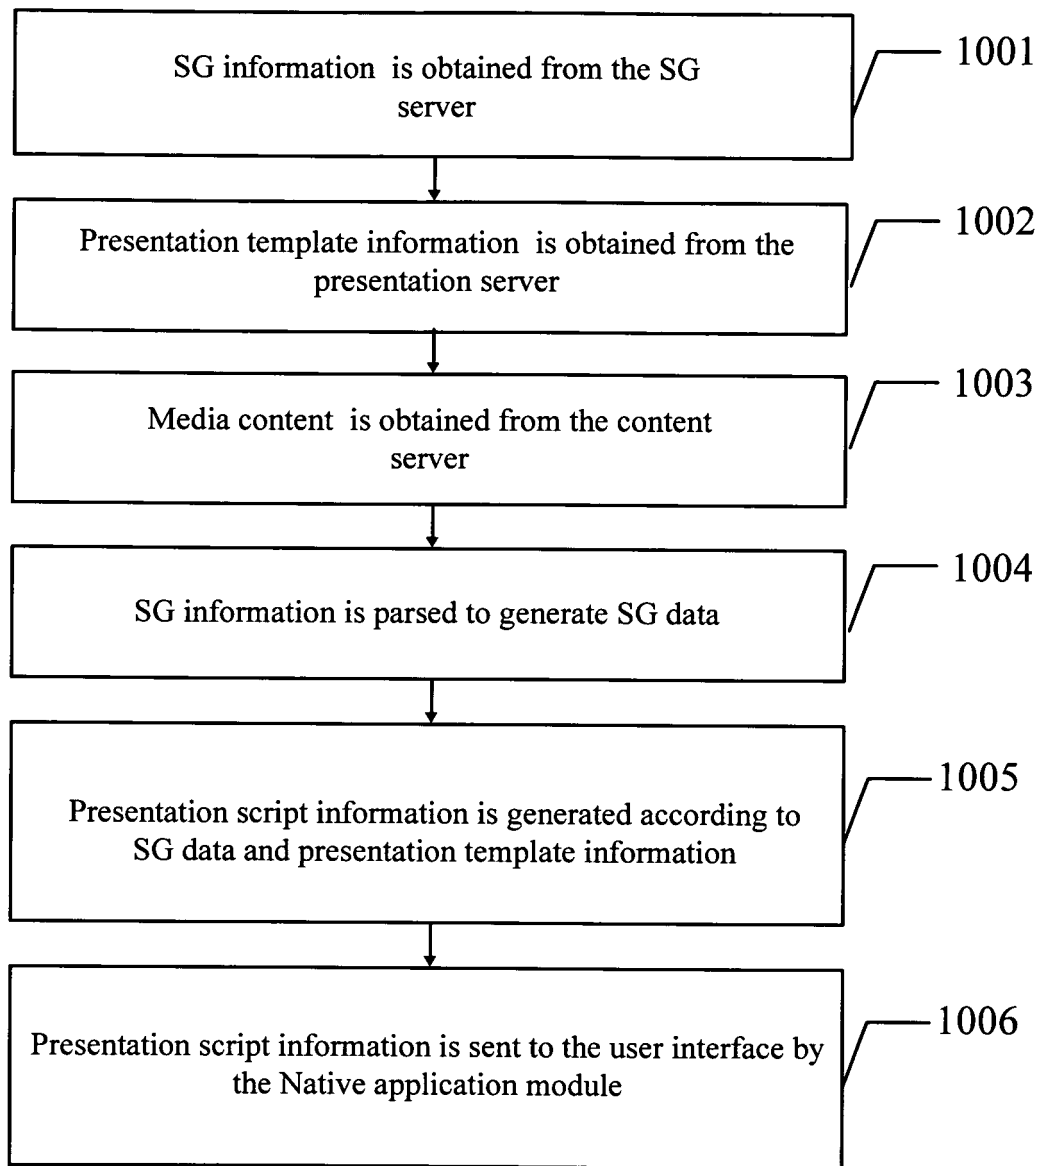 SG information is obtained from the SG
server
1001
Presentation template information is obtained from the
presentation server
1002
Media content is obtained from the content
server
1003
SG information is parsed to generate SG data
1004
Presentation script information is generated according to
SG data and presentation template information
1005
Presentation script information is sent to the user interface by
the Native application module
1006